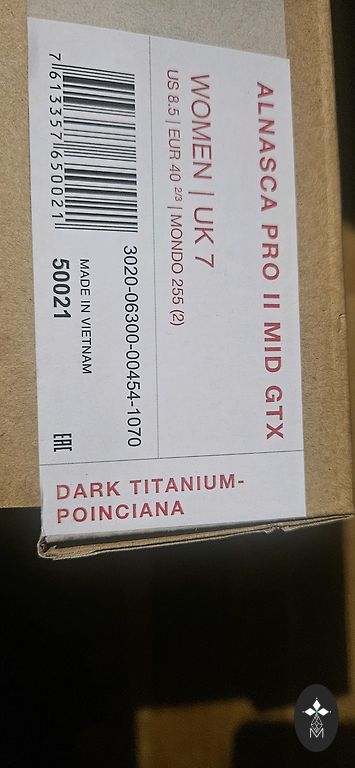 ALNASCA PRO II MID GTX
WOMEN | UK 7
US 8.5 | EUR 40 2/3 | MONDO 255 (2)
3020-06300-00454-1070
7 613357 650021
MADE IN VIETNAM
50021
EAC
DARK TITANIUM-
POINCIANA
M